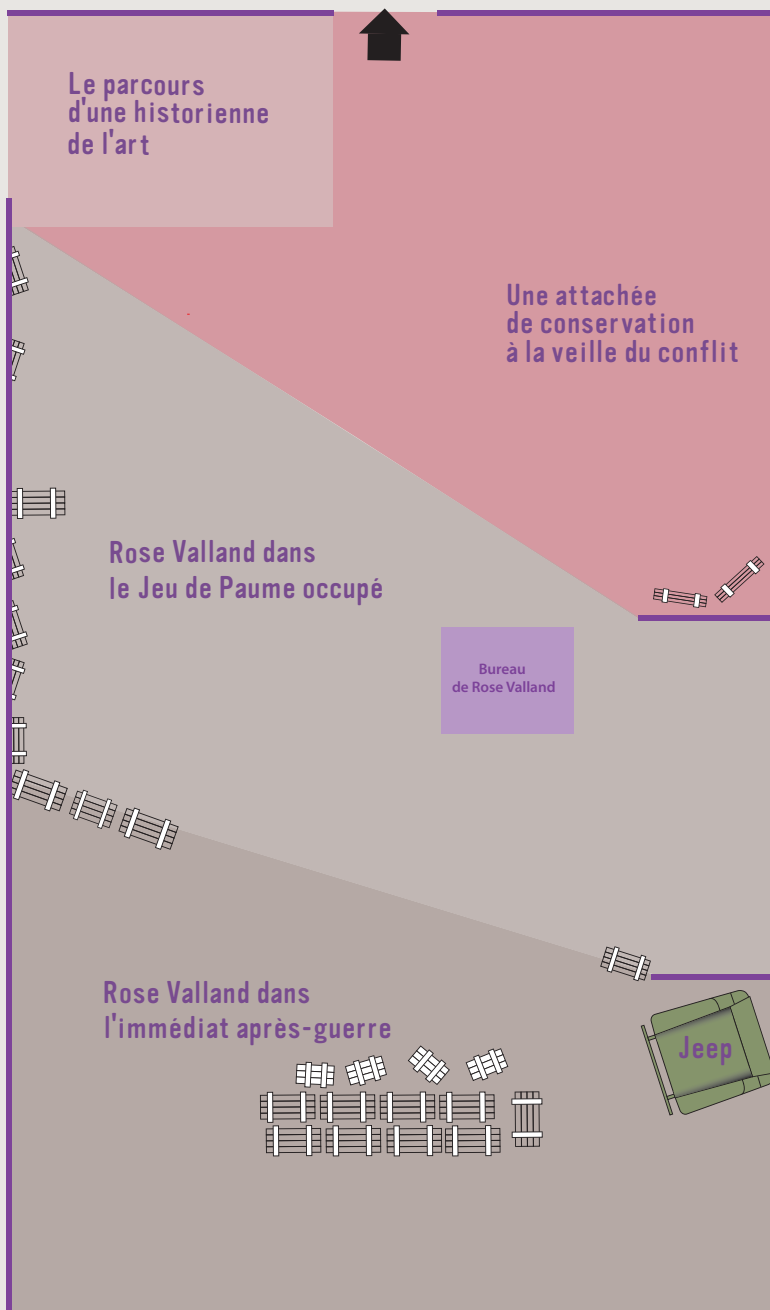 Le parcours
d'une historienne
de l'art
Une attachée
de conservation
à la veille du conflit
Rose Valland dans
le Jeu de Paume occupé
Bureau
de Rose Valland
Rose Valland dans
l'immédiat après-guerre
Jeep